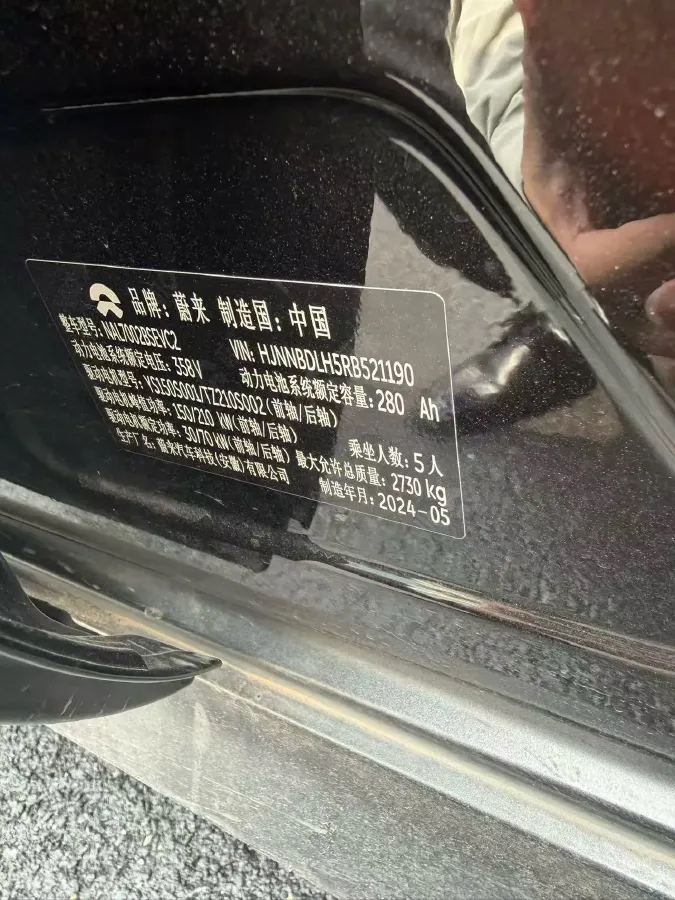 品牌：蔚来 制造国：中国
整车型号：NAL7002BSEVC2 VIN：HJNNBDLH5RB521190
动力电池系统额定电压：358V 动力电池系统额定容量：280 Ah
驱动电机型号：YS150S001/TZ210S002（前轴/后轴）
驱动电机峰值功率：150/210 kW（前轴/后轴） 乘坐人数：5人
驱动电机额定功率：30/70 kW（前轴/后轴） 最大允许总质量：2730 kg
生产厂名：蔚来汽车科技（安徽）有限公司 制造年月：2024-05